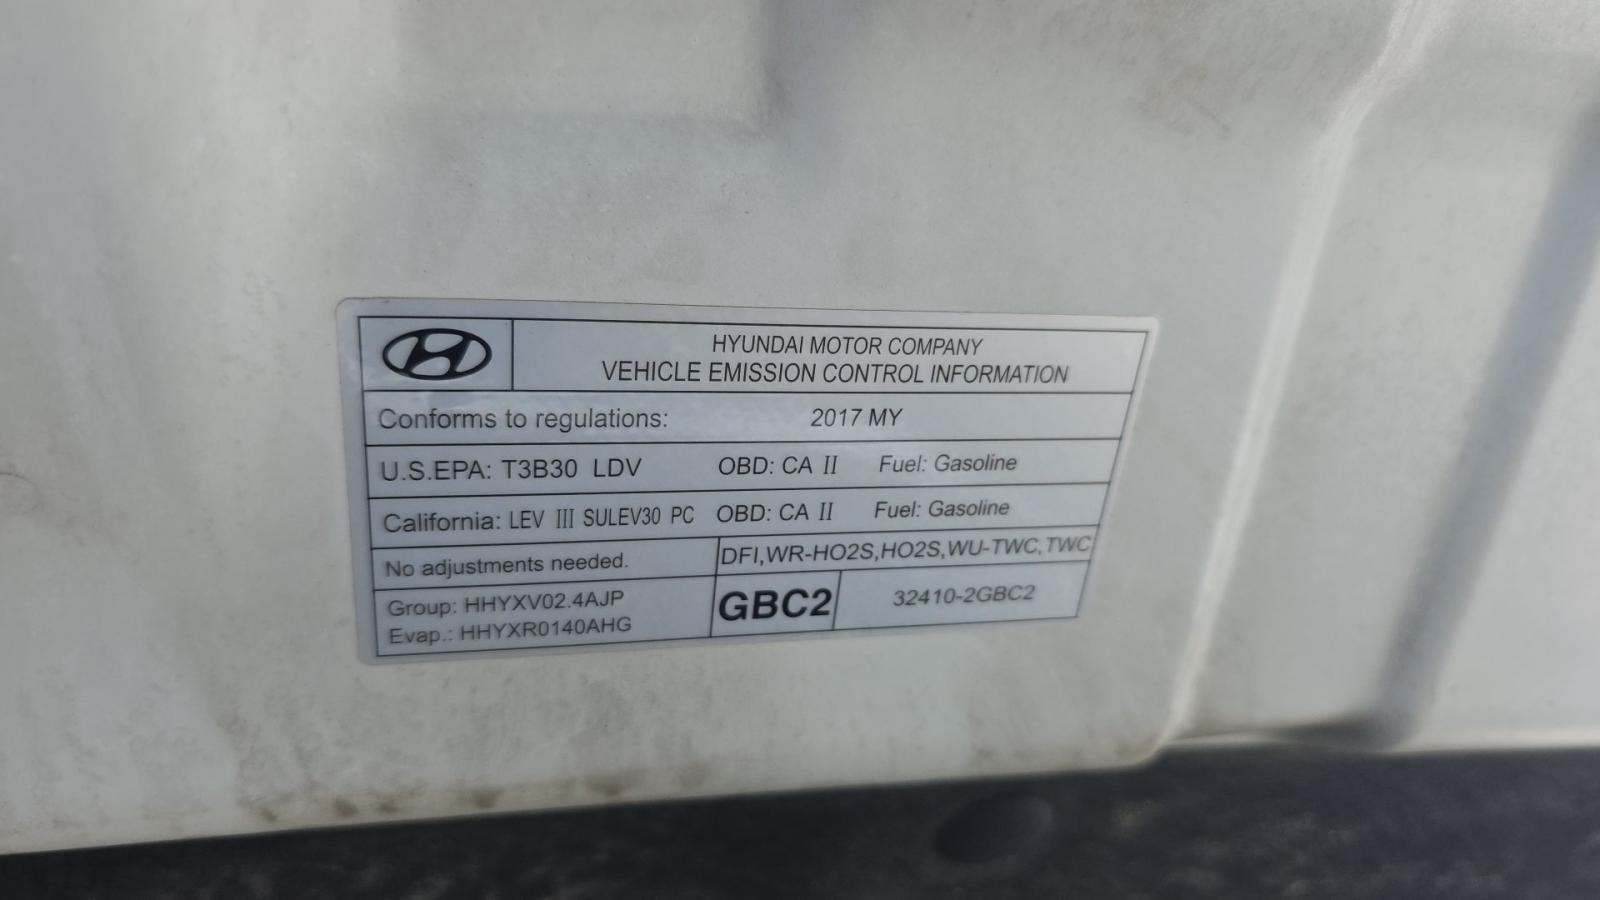 HYUNDAI MOTOR COMPANY
VEHICLE EMISSION CONTROL INFORMATION
Conforms to regulations: 2017 MY
U.S.EPA: T3B30 LDV OBD: CA II Fuel: Gasoline
California: LEV III SULEV30 PC OBD: CA II Fuel: Gasoline
No adjustments needed. DFI,WR-HO2S,HO2S,WU-TWC,TWC
Group: HHYXV02.4AJP
Evap.: HHYXR0140AHG
GBC2 32410-2GBC2